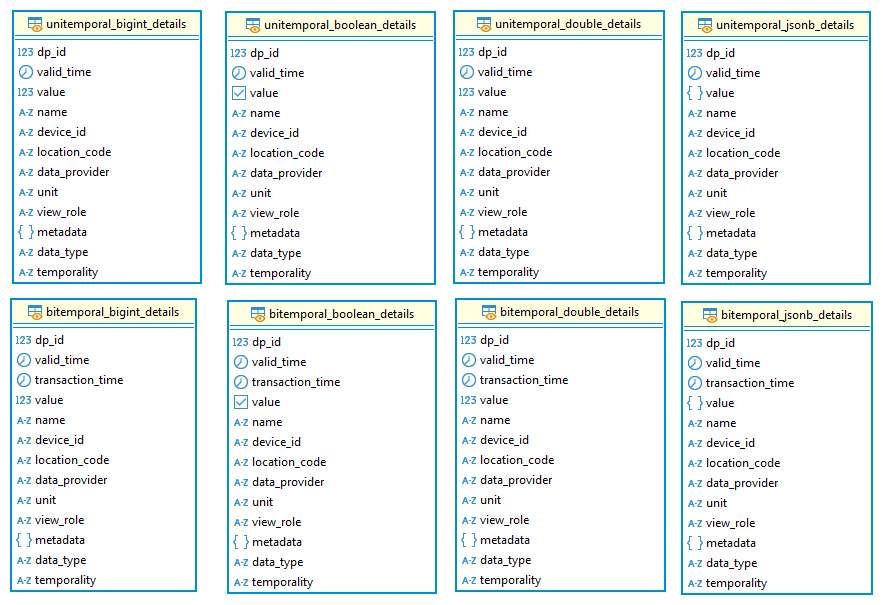 unitemporal_bigint_details
123 dp_id
valid_time
123 value
A-Z name
A-Z device_id
A-Z location_code
A-Z data_provider
A-Z unit
A-Z view_role
{ } metadata
A-Z data_type
A-Z temporality
unitemporal_boolean_details
123 dp_id
valid_time
value
A-Z name
A-Z device_id
A-Z location_code
A-Z data_provider
A-Z unit
A-Z view_role
{ } metadata
A-Z data_type
A-Z temporality
unitemporal_double_details
123 dp_id
valid_time
123 value
A-Z name
A-Z device_id
A-Z location_code
A-Z data_provider
A-Z unit
A-Z view_role
{ } metadata
A-Z data_type
A-Z temporality
unitemporal_jsonb_details
123 dp_id
valid_time
{ } value
A-Z name
A-Z device_id
A-Z location_code
A-Z data_provider
A-Z unit
A-Z view_role
{ } metadata
A-Z data_type
A-Z temporality
bitemporal_bigint_details
123 dp_id
valid_time
transaction_time
123 value
A-Z name
A-Z device_id
A-Z location_code
A-Z data_provider
A-Z unit
A-Z view_role
{ } metadata
A-Z data_type
A-Z temporality
bitemporal_boolean_details
123 dp_id
valid_time
transaction_time
value
A-Z name
A-Z device_id
A-Z location_code
A-Z data_provider
A-Z unit
A-Z view_role
{ } metadata
A-Z data_type
A-Z temporality
bitemporal_double_details
123 dp_id
valid_time
transaction_time
123 value
A-Z name
A-Z device_id
A-Z location_code
A-Z data_provider
A-Z unit
A-Z view_role
{ } metadata
A-Z data_type
A-Z temporality
bitemporal_jsonb_details
123 dp_id
valid_time
transaction_time
{ } value
A-Z name
A-Z device_id
A-Z location_code
A-Z data_provider
A-Z unit
A-Z view_role
{ } metadata
A-Z data_type
A-Z temporality